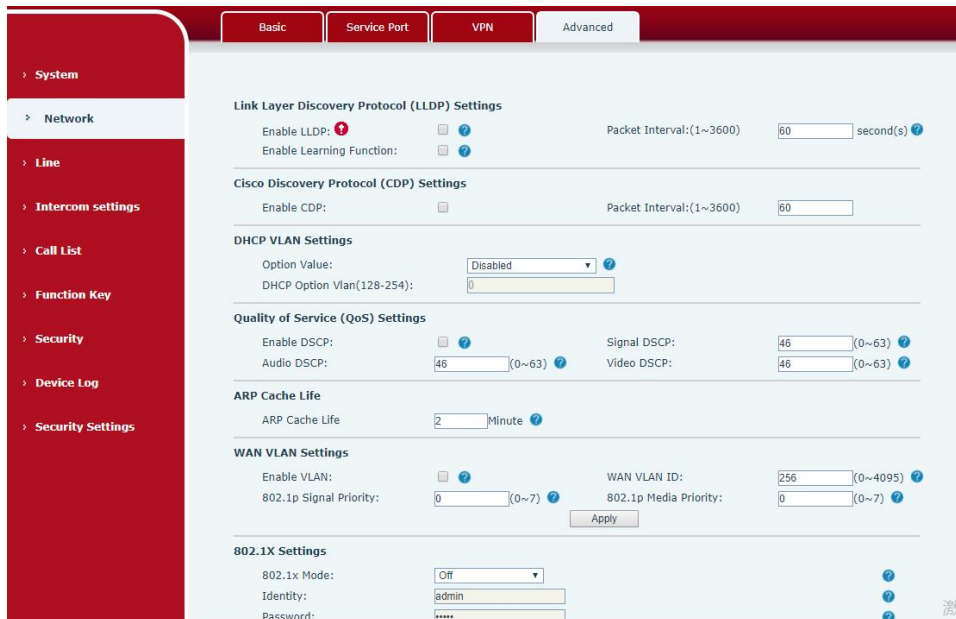 Basic Service Port VPN Advanced
› System
› Network
› Line
› Intercom settings
› Call List
› Function Key
› Security
› Device Log
› Security Settings
Link Layer Discovery Protocol (LLDP) Settings
Enable LLDP: Packet Interval:(1~3600) 60 second(s)
Enable Learning Function:
Cisco Discovery Protocol (CDP) Settings
Enable CDP: Packet Interval:(1~3600) 60
DHCP VLAN Settings
Option Value: Disabled
DHCP Option Vlan(128-254): 0
Quality of Service (QoS) Settings
Enable DSCP: Signal DSCP: 46 (0~63)
Audio DSCP: 46 (0~63) Video DSCP: 46 (0~63)
ARP Cache Life
ARP Cache Life 2 Minute
WAN VLAN Settings
Enable VLAN: WAN VLAN ID: 256 (0~4095)
802.1p Signal Priority: 0 (0~7) 802.1p Media Priority: 0 (0~7)
Apply
802.1X Settings
802.1x Mode: Off
Identity: admin
Password: •••••
激